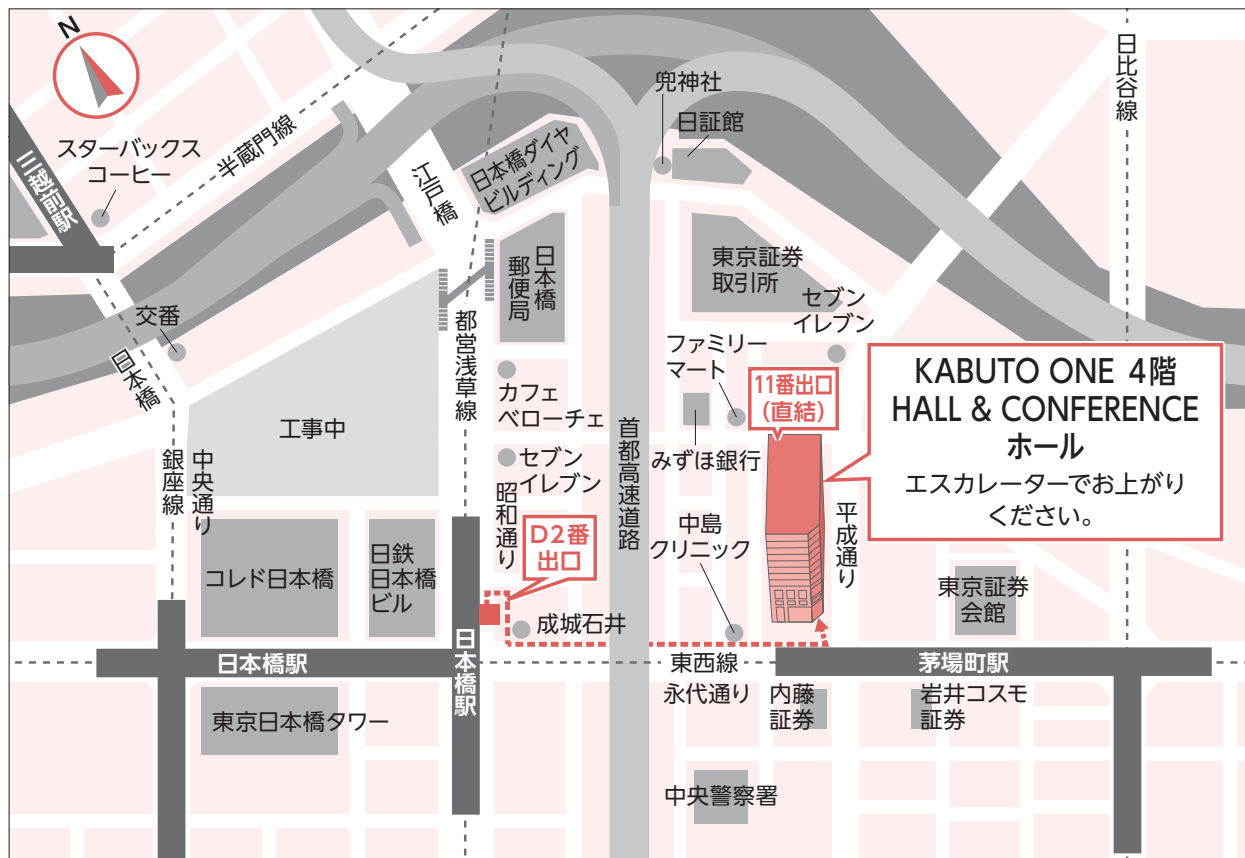 N
スターバックス
コーヒー
三越前駅
半蔵門線
江戸橋
日本橋ダイヤ
ビルディング
兜神社
日証館
日比谷線
日本橋
郵便局
東京証券
取引所
セブン
イレブン
交番
日本橋
都営浅草線
カフェ
ベローチェ
ファミリー
マート
11番出口
(直結)
KABUTO ONE 4階
HALL & CONFERENCE
ホール
エスカレーターでお上がり
ください。
工事中
首都高速道路
みずほ銀行
銀座線
中央通り
セブン
イレブン
昭和通り
D2番
出口
中島
クリニック
平成通り
コレド日本橋
日鉄
日本橋
ビル
成城石井
東京証券
会館
日本橋駅
日本橋駅
東西線
茅場町駅
永代通り
内藤
証券
岩井コスモ
証券
東京日本橋タワー
中央警察署